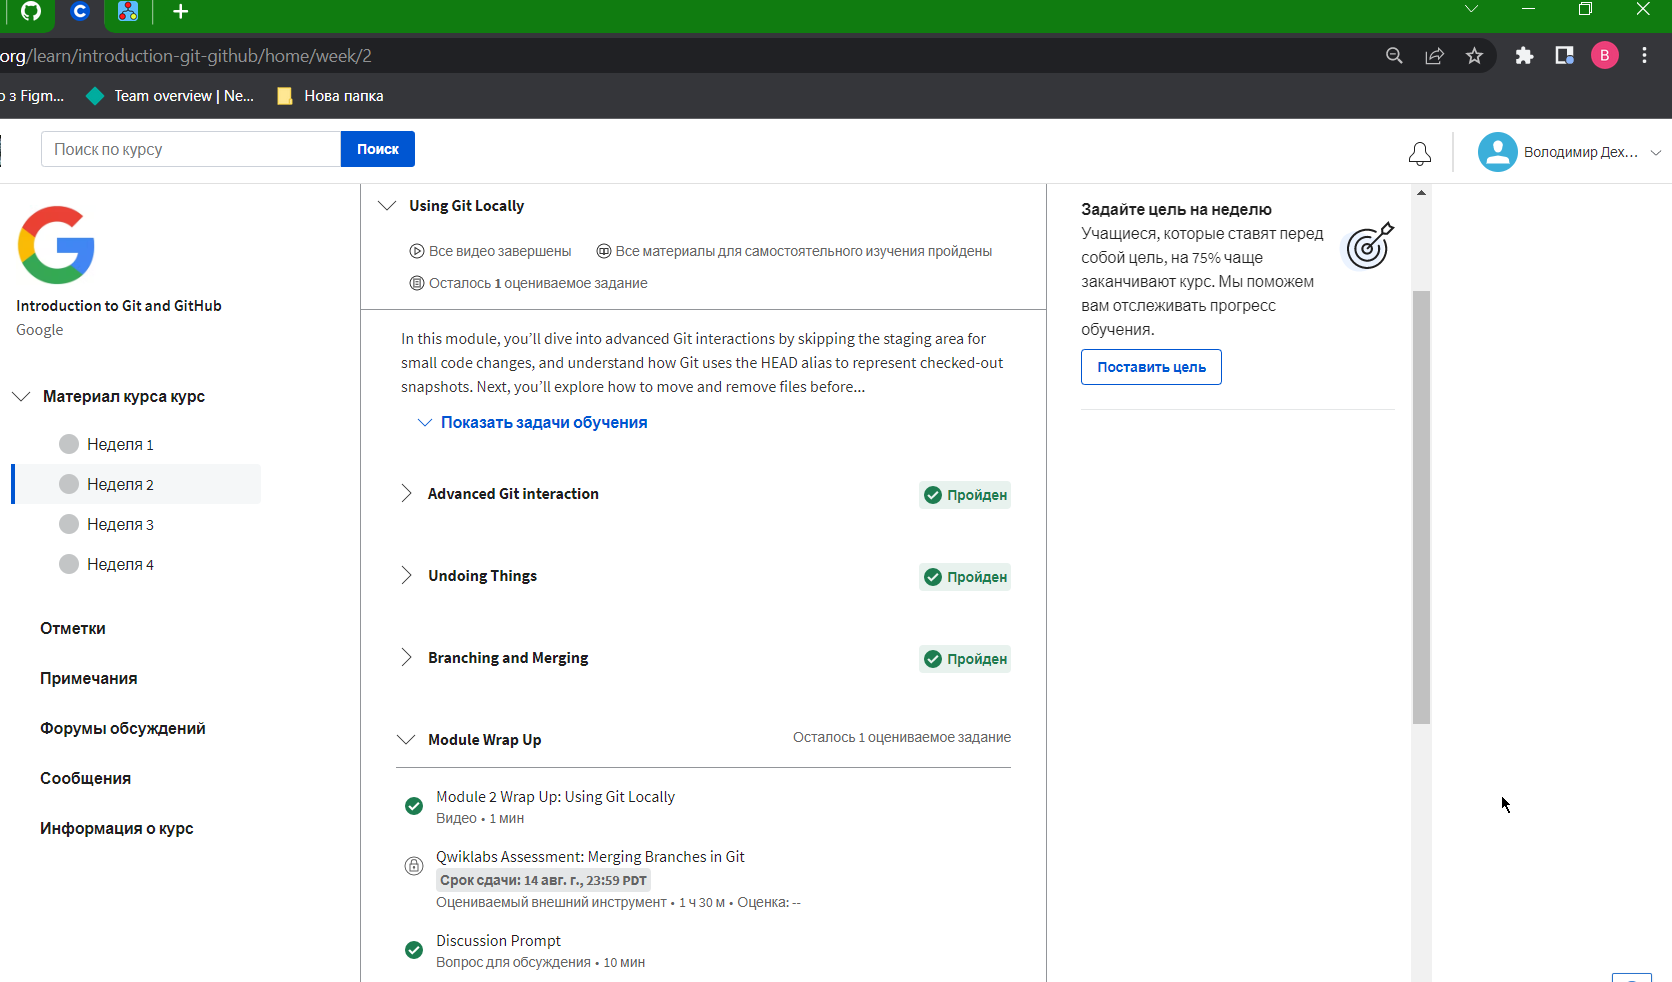 org/learn/introduction-git-github/home/week/2
B
з Figm...
Team overview | Ne...
Нова папка
Поиск по курсу
Поиск
Володимир Дех...
Introduction to Git and GitHub
Google
Материал курса курс
Неделя 1
Неделя 2
Неделя 3
Неделя 4
Отметки
Примечания
Форумы обсуждений
Сообщения
Информация о курс
Using Git Locally
Все видео завершены
Все материалы для самостоятельного изучения пройдены
Осталось 1 оцениваемое задание
In this module, you’ll dive into advanced Git interactions by skipping the staging area for
small code changes, and understand how Git uses the HEAD alias to represent checked-out
snapshots. Next, you’ll explore how to move and remove files before...
Показать задачи обучения
Advanced Git interaction
Пройден
Undoing Things
Пройден
Branching and Merging
Пройден
Module Wrap Up
Осталось 1 оцениваемое задание
Module 2 Wrap Up: Using Git Locally
Видео • 1 мин
Qwiklabs Assessment: Merging Branches in Git
Срок сдачи: 14 авг. г., 23:59 PDT
Оцениваемый внешний инструмент • 1 ч 30 м • Оценка: --
Discussion Prompt
Вопрос для обсуждения • 10 мин
Задайте цель на неделю
Учащиеся, которые ставят перед
собой цель, на 75% чаще
заканчивают курс. Мы поможем
вам отслеживать прогресс
обучения.
Поставить цель